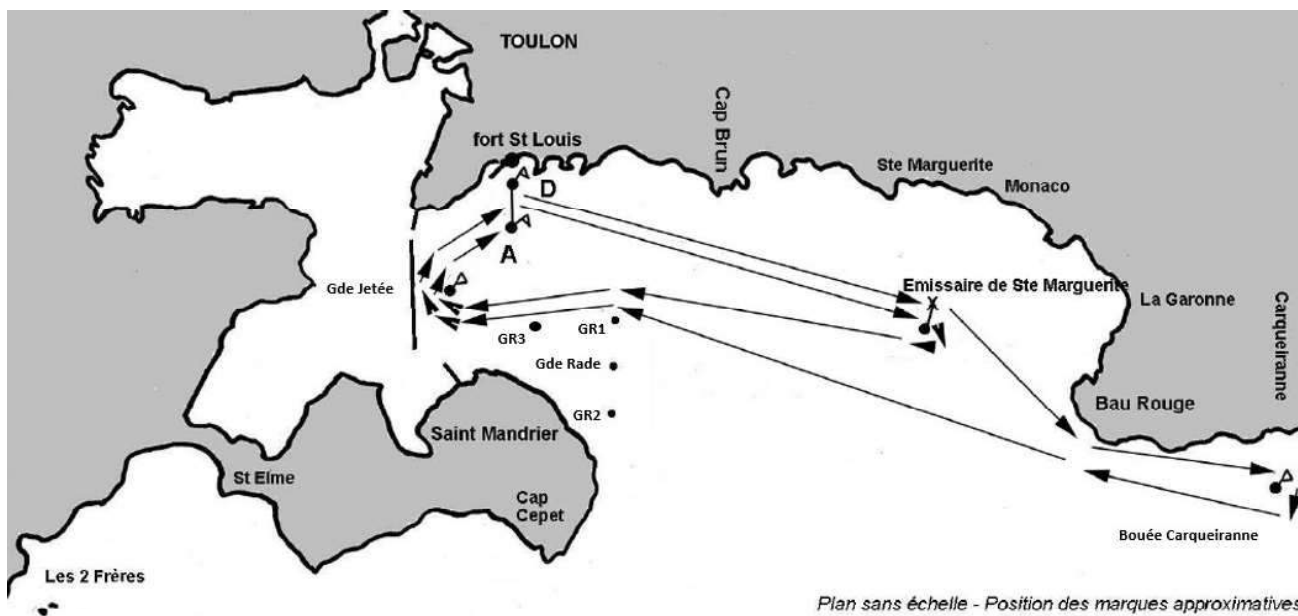 TOULON
fort St Louis
Cap Brun
Ste Marguerite
Monaco
D
A
Gde Jetée
Emissaire de Ste Marguerite
La Garonne
Carqueiranne
GR3
GR1
Gde Rade
GR2
Bau Rouge
Saint Mandrier
St Elme
Cap
Cepet
Bouée Carqueiranne
Les 2 Frères
Plan sans échelle - Position des marques approximatives